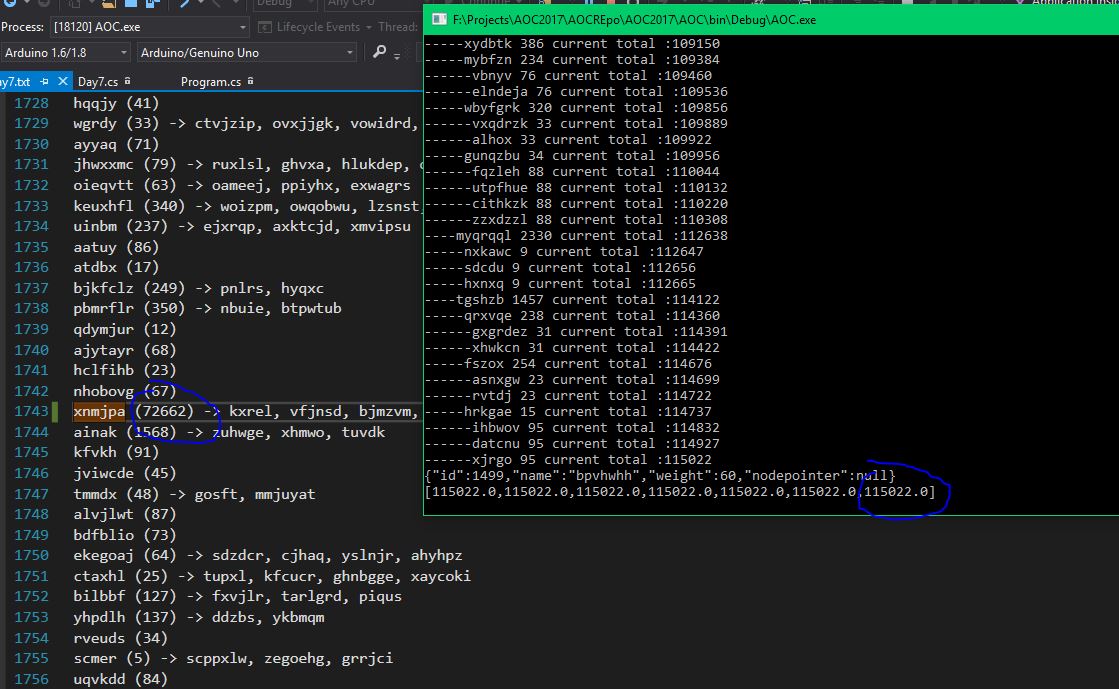 Debug
Any CPU
Process: [18120] AOC.exe
Lifecycle Events
Thread:
Arduino 1.6/1.8
Arduino/Genuino Uno
ay7.txt
Day7.cs
Program.cs
1728 hqqjy (41)
1729 wgrdy (33) -> ctvjzip, ovxjjgk, vowidrd,
1730 ayyaq (71)
1731 jhwxxmc (79) -> ruxlsl, ghvxa, hlukdep,
1732 oieqvtt (63) -> oameej, ppiyhx, exwagrs
1733 keuxhfl (340) -> woizpm, owqobwu, lzsnst
1734 uinbm (237) -> ejxrqp, axktcjd, xmvipsu
1735 aatuy (86)
1736 atdbx (17)
1737 bjkfclz (249) -> pnlrs, hyqxc
1738 pbmrflr (350) -> nbuie, btpwtub
1739 qdymjur (12)
1740 ajytayr (68)
1741 hclfihb (23)
1742 nhobovg (67)
1743 xnmjpa (72662) -> kxrel, vfjnsd, bjmzvm,
1744 ainak (1568) -> zuhwge, xhmwo, tuvdk
1745 kfvkh (91)
1746 jviwcde (45)
1747 tmmdx (48) -> gosft, mmjuyat
1748 alvjlwt (87)
1749 bdfblio (73)
1750 ekegoaj (64) -> sdzdcr, cjhaq, yslnjr, ahyhpz
1751 ctaxhl (25) -> tupxl, kfcucr, ghnbgge, xaycoki
1752 bilbbf (127) -> fxvjlr, tarlgrd, piqus
1753 yhpdlh (137) -> ddzbs, ykbmqm
1754 rveuds (34)
1755 scmer (5) -> scppxlw, zegoehg, grrjci
1756 uqvkdd (84)
F:\Projects\AOC2017\AOCREpo\AOC2017\AOC\bin\Debug\AOC.exe
-----xydbtk 386 current total :109150
-----mybfzn 234 current total :109384
------vbnyv 76 current total :109460
------elndeja 76 current total :109536
-----wbyfgrk 320 current total :109856
------vxqdrzk 33 current total :109889
------alhox 33 current total :109922
-----gunqzbu 34 current total :109956
------fqzleh 88 current total :110044
------utpfhue 88 current total :110132
------cithkzk 88 current total :110220
------zzxdzzl 88 current total :110308
----myqrqql 2330 current total :112638
-----nxkawc 9 current total :112647
-----sdcdu 9 current total :112656
-----hxnxq 9 current total :112665
----tgshzb 1457 current total :114122
-----qrxvqe 238 current total :114360
------gxgrdez 31 current total :114391
------xhwkcn 31 current total :114422
-----fszox 254 current total :114676
------asnxgw 23 current total :114699
------rvtdj 23 current total :114722
-----hrkgae 15 current total :114737
------ihbwov 95 current total :114832
------datcnu 95 current total :114927
------xjrgo 95 current total :115022
{"id":1499,"name":"bpvhwhh","weight":60,"nodepointer":null}
[115022.0,115022.0,115022.0,115022.0,115022.0,115022.0,115022.0]